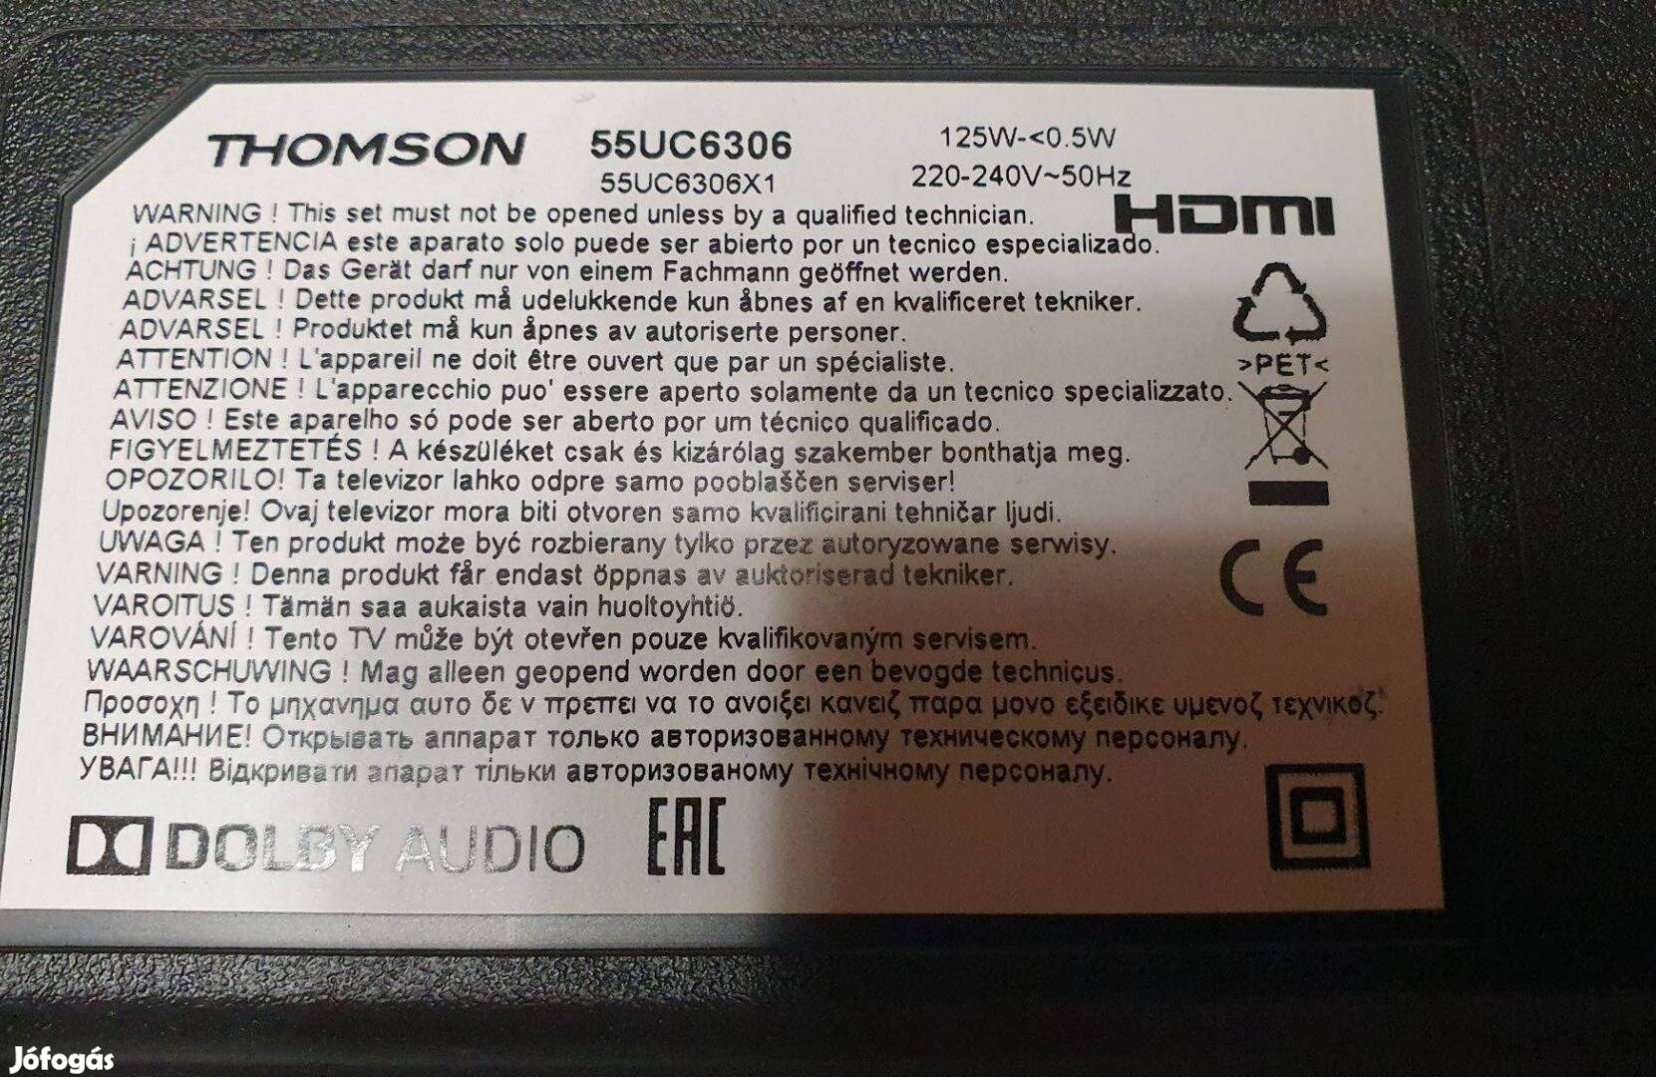 THOMSON 55UC6306 125W-<0.5W
55UC6306X1 220-240V~50Hz
HDMI
WARNING ! This set must not be opened unless by a qualified technician.
¡ ADVERTENCIA este aparato solo puede ser abierto por un tecnico especializado.
ACHTUNG ! Das Gerät darf nur von einem Fachmann geöffnet werden.
ADVARSEL ! Dette produkt må udelukkende kun åbnes af en kvalificeret tekniker.
ADVARSEL ! Produktet må kun åpnes av autoriserte personer.
ATTENTION ! L'appareil ne doit être ouvert que par un spécialiste.
>PET<
ATTENZIONE ! L'apparecchio puo' essere aperto solamente da un tecnico specializzato.
AVISO ! Este aparelho só pode ser aberto por um técnico qualificado.
FIGYELMEZTETÉS ! A készüléket csak és kizárólag szakember bonthatja meg.
OPOZORILO! Ta televizor lahko odpre samo pooblaščen serviser!
Upozorenje! Ovaj televizor mora biti otvoren samo kvalificirani tehničar ljudi.
UWAGA ! Ten produkt może być rozbierany tylko przez autoryzowane serwisy.
VARNING ! Denna produkt får endast öppnas av auktoriserad tekniker.
CE
VAROITUS ! Tämän saa aukaista vain huoltoyhtiö.
VAROVÁNÍ ! Tento TV může být otevřen pouze kvalifikovaným servisem.
WAARSCHUWING ! Mag alleen geopend worden door een bevogde technicus.
Προσοχη ! Το μηχανημα αυτο δε ν πρεπει να το ανοιξει κανειζ παρα μονο εξειδικε υμενοζ τεχνικοζ.
ВНИМАНИЕ! Открывать аппарат только авторизованному техническому персоналу.
УВАГА!!! Відкривати апарат тільки авторизованому технічному персоналу.
DOLBY AUDIO EAC
Jófogás